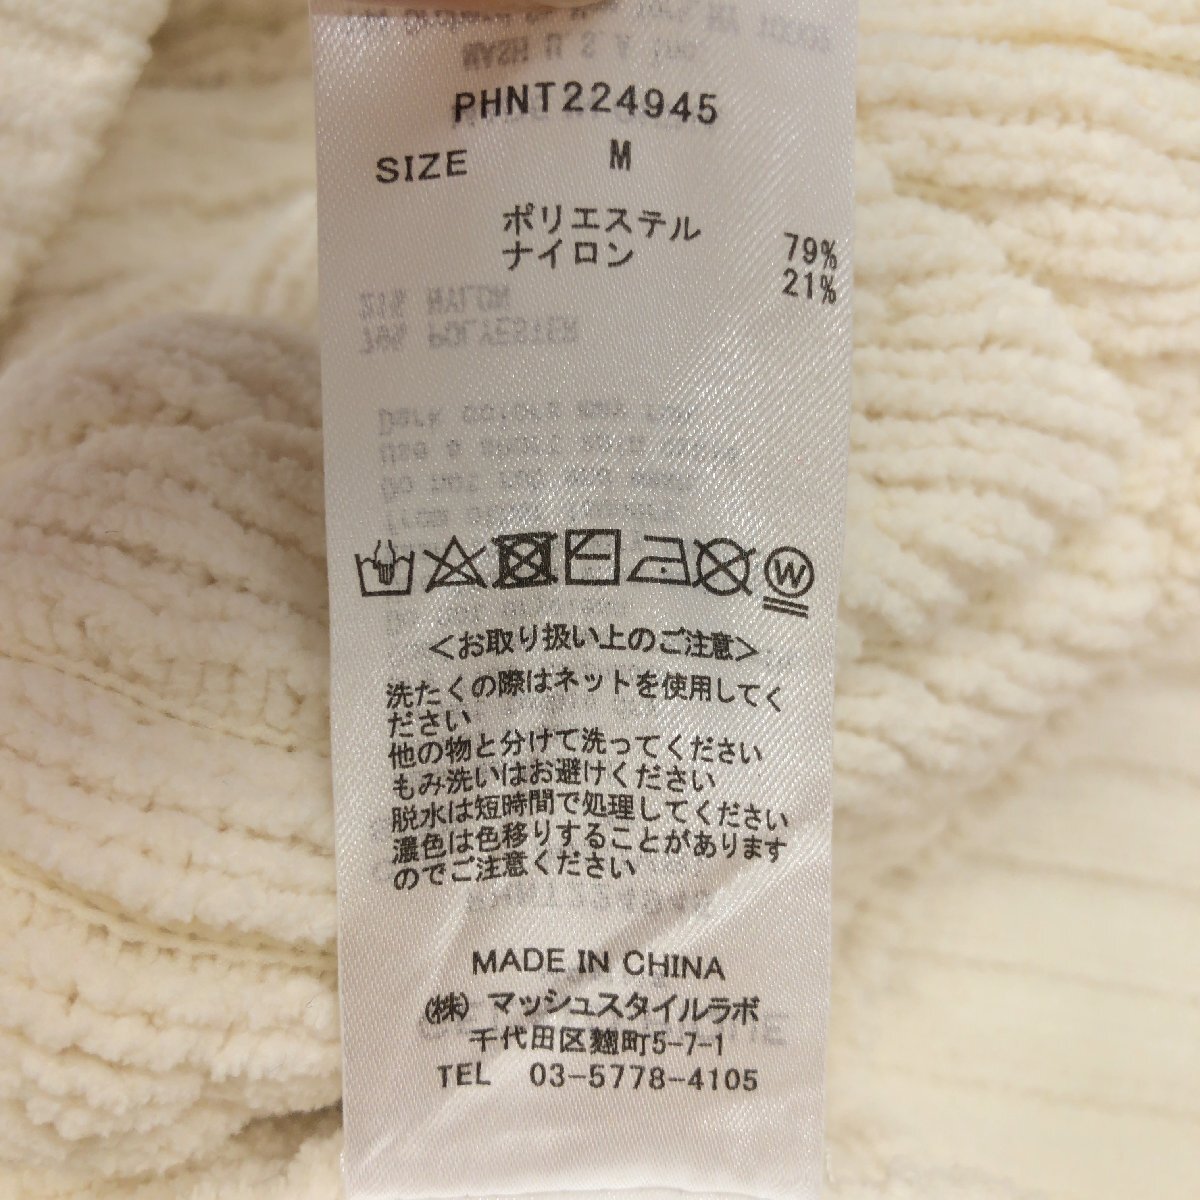 PHNT224945
SIZE M
ポリエステル 79%
ナイロン 21%
W
＜お取り扱い上のご注意＞
洗たくの際はネットを使用してく
ださい
他の物と分けて洗ってください
もみ洗いはお避けください
脱水は短時間で処理してください
濃色は色移りすることがあります
のでご注意ください
MADE IN CHINA
(株) マッシュスタイルラボ
千代田区麹町5-7-1
TEL 03-5778-4105